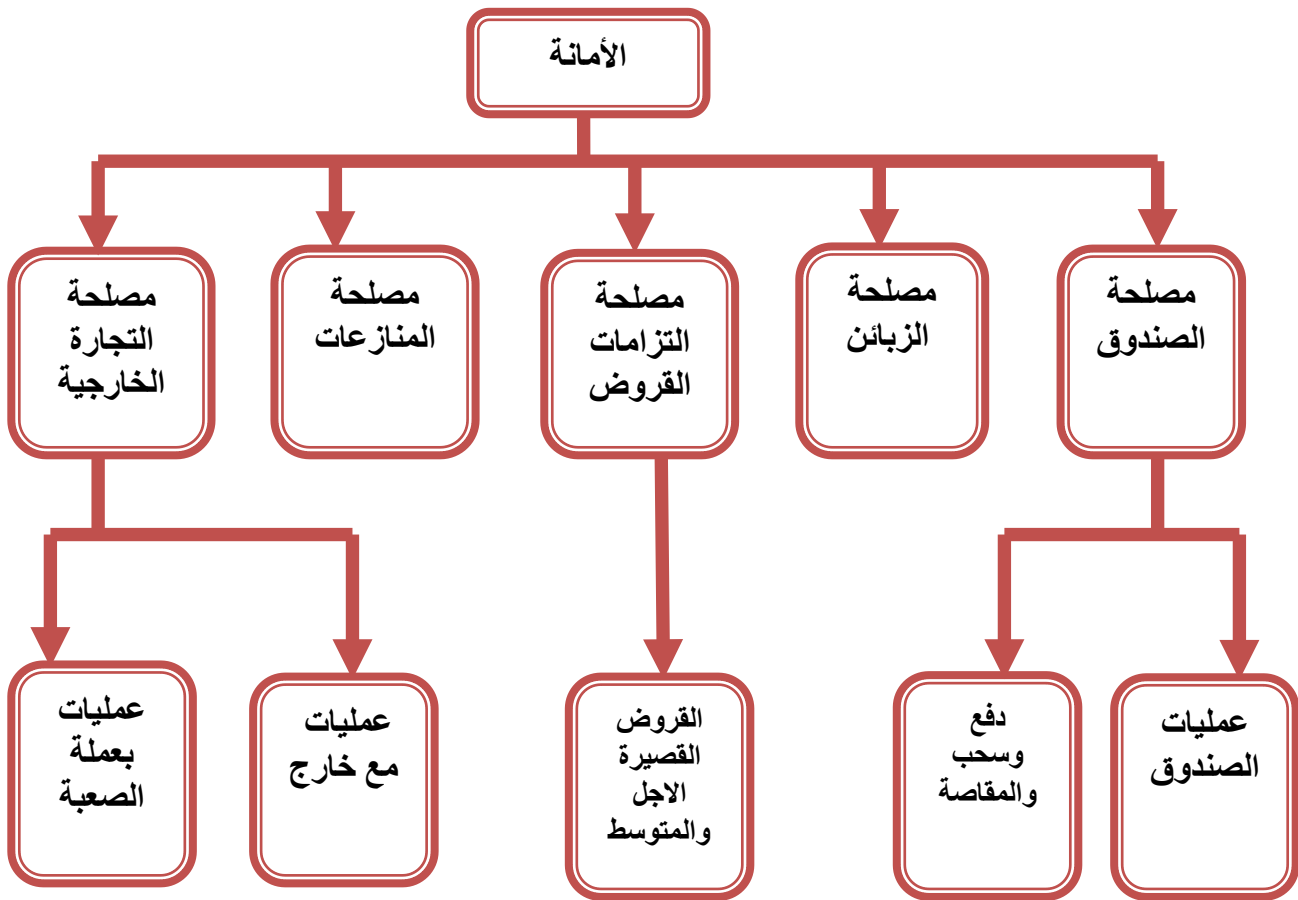 الأمانة
مصلحة
الصندوق
مصلحة
الزبائن
مصلحة
التزامات
القروض
مصلحة
المنازعات
مصلحة
التجارة
الخارجية
عمليات
الصندوق
دفع
وسحب
والمقاصة
القروض
القصيرة
الاجل
والمتوسط
عمليات
مع خارج
عمليات
بعملة
الصعبة